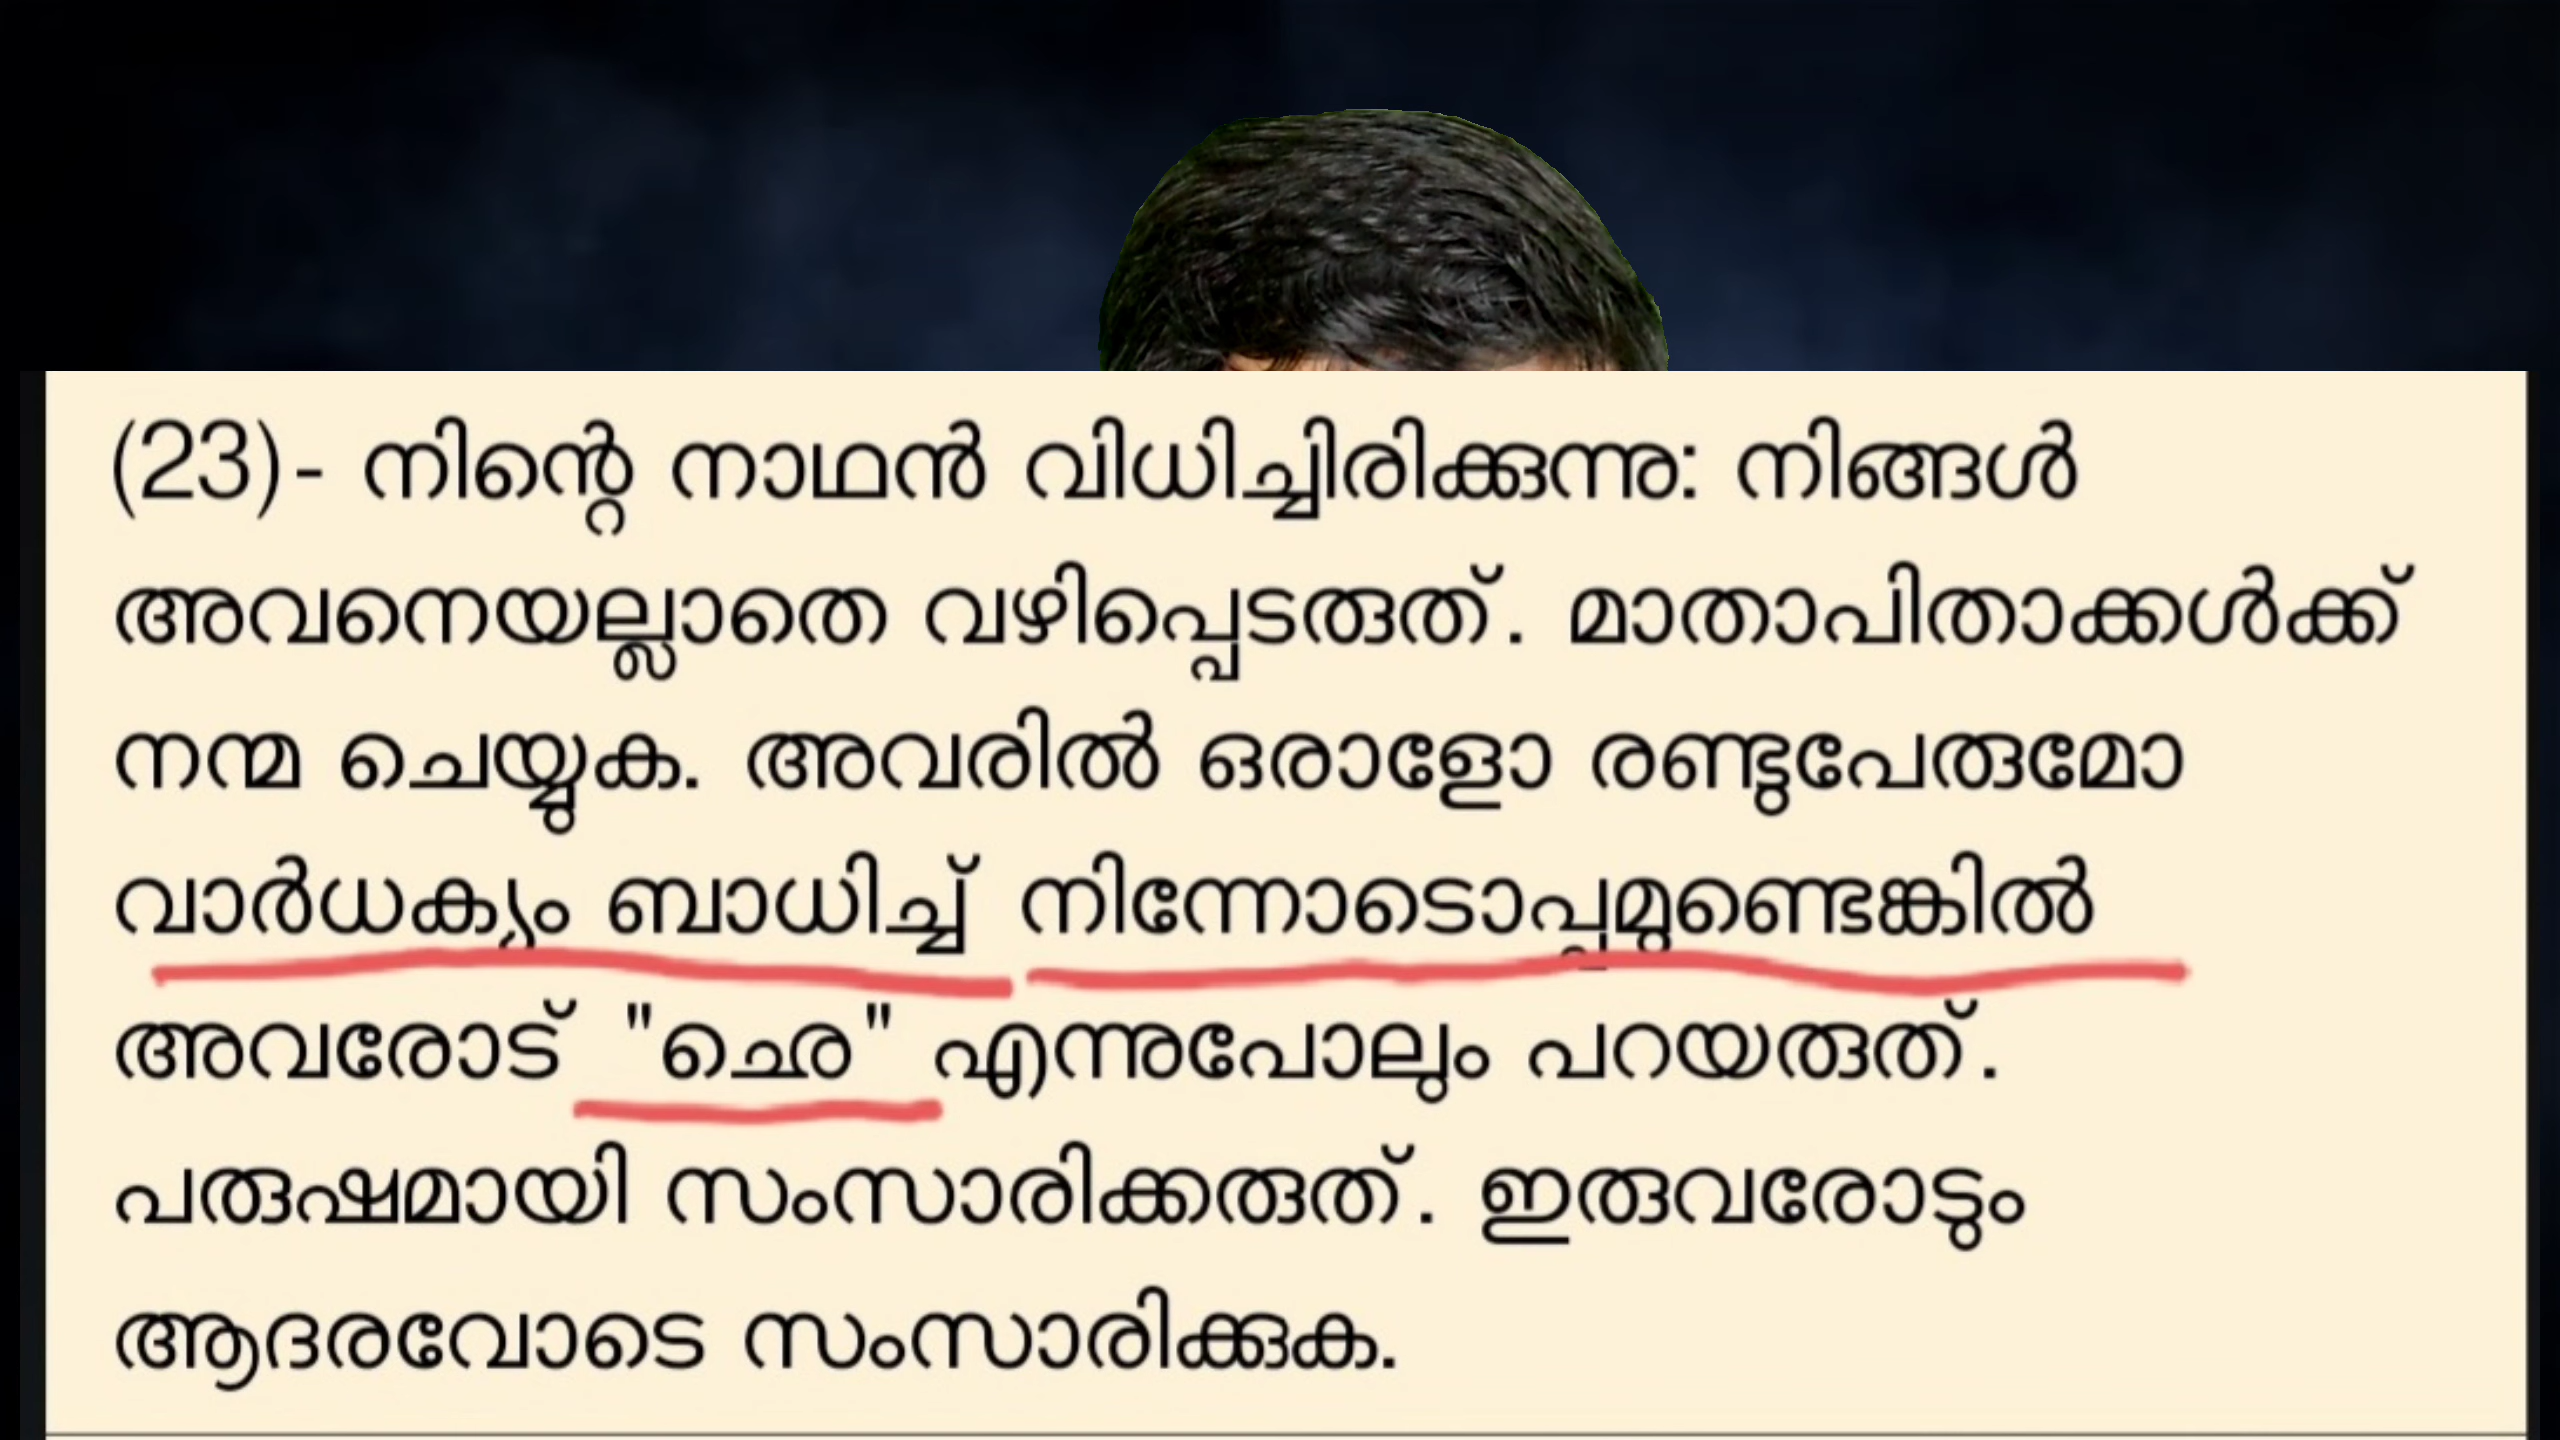 (23)- നിന്റെ നാഥൻ വിധിച്ചിരിക്കുന്നു: നിങ്ങൾ
അവനെയല്ലാതെ വഴിപ്പെടരുത്. മാതാപിതാക്കൾക്ക്
നന്മ ചെയ്യുക. അവരിൽ ഒരാളോ രണ്ടുപേരുമോ
വാർധക്യം ബാധിച്ച് നിന്നോടൊപ്പമുണ്ടെങ്കിൽ
അവരോട് "ഛെ" എന്നുപോലും പറയരുത്.
പരുഷമായി സംസാരിക്കരുത്. ഇരുവരോടും
ആദരവോടെ സംസാരിക്കുക.